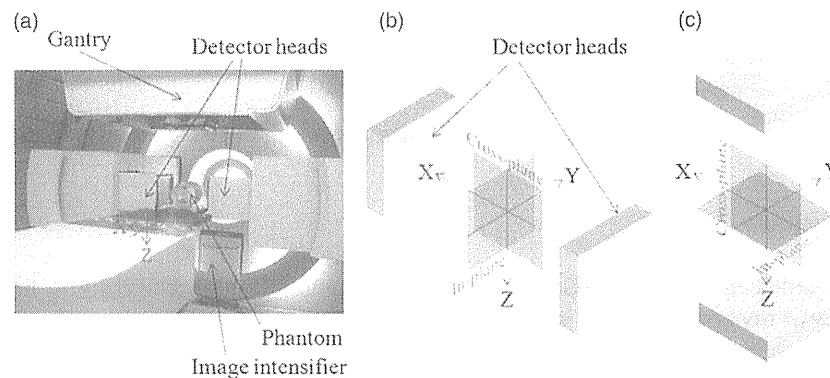 (a)
Gantry
Detector heads
Z
Phantom
Image intensifier
(b)
Detector heads
Cross-plane
X
Y
In-plane
Z
(c)
X
Y
Cross-plane
In-plane
Z